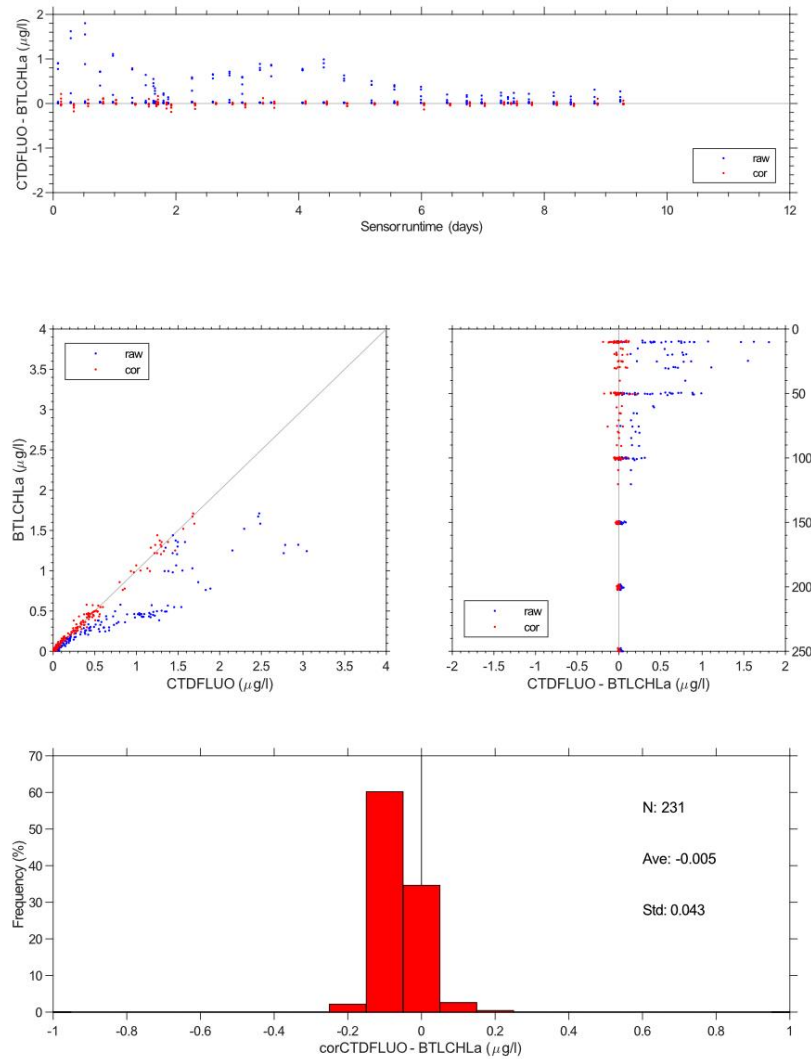 CTDFLUO - BTLCHLa (μg/l)
2
1
0
-1
-2
raw
cor
0 2 4 6 8 10 12
Sensor runtime (days)
BTLCHLa (μg/l)
4
3.5
3
2.5
2
1.5
1
0.5
0
raw
cor
0 0.5 1 1.5 2 2.5 3 3.5 4
CTDFLUO (μg/l)
0
50
100
150
200
250
raw
cor
-2 -1.5 -1 -0.5 0 0.5 1 1.5 2
CTDFLUO - BTLCHLa (μg/l)
Frequency (%)
70
60
50
40
30
20
10
0
N: 231
Ave: -0.005
Std: 0.043
-1 -0.8 -0.6 -0.4 -0.2 0 0.2 0.4 0.6 0.8 1
corCTDFLUO - BTLCHLa (μg/l)